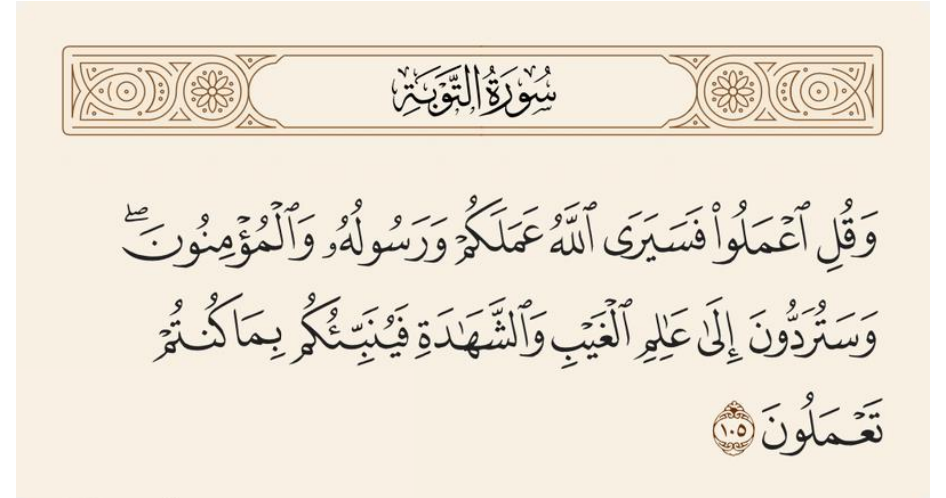 سُورَةُ التَّوۡبَةِ
وَقُلِ ٱعۡمَلُواْ فَسَيَرَى ٱللَّهُ عَمَلَكُمۡ وَرَسُولُهُۥ وَٱلۡمُؤۡمِنُونَۖ
وَسَتُرَدُّونَ إِلَىٰ عَٰلِمِ ٱلۡغَيۡبِ وَٱلشَّهَٰدَةِ فَيُنَبِّئُكُم بِمَا كُنتُمۡ
تَعۡمَلُونَ ١٠٥